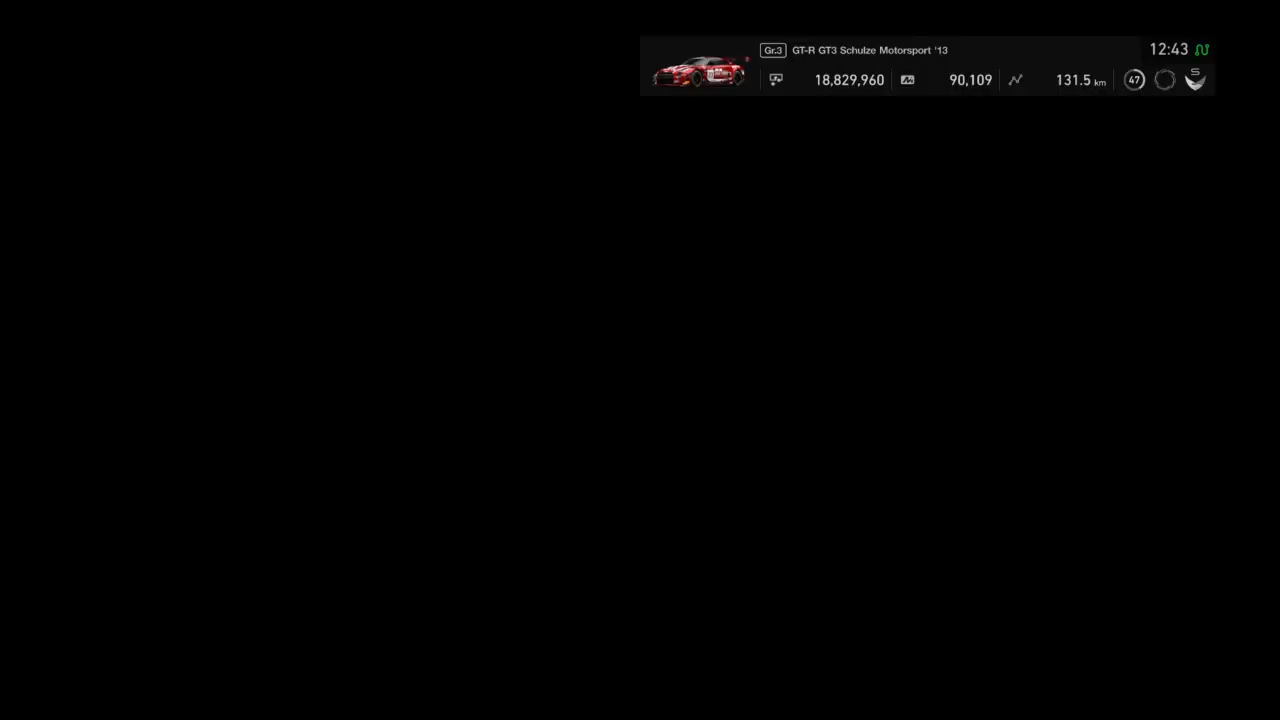 Gr.3 GT-R GT3 Schulze Motorsport '13 12:43
18,829,960 90,109 131.5 km 47 S